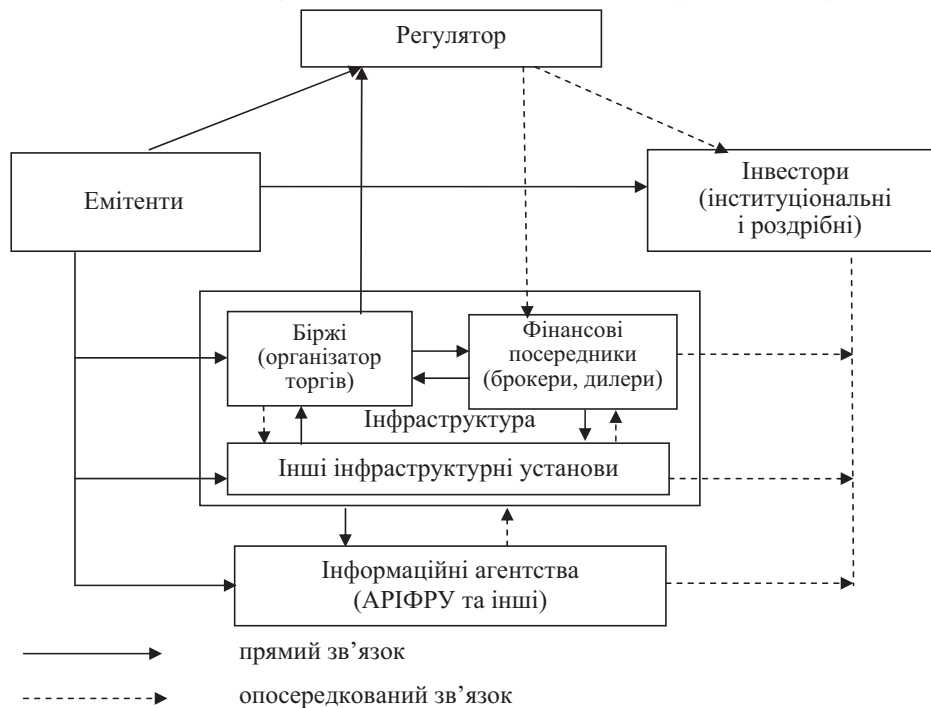 Регулятор
Емітенти
Інвестори
(інституціональні
і роздрібні)
Біржі
(організатор
торгів)
Фінансові
посередники
(брокери, дилери)
Інфраструктура
Інші інфраструктурні установи
Інформаційні агентства
(АРІФРУ та інші)
прямий зв’язок
опосередкований зв’язок